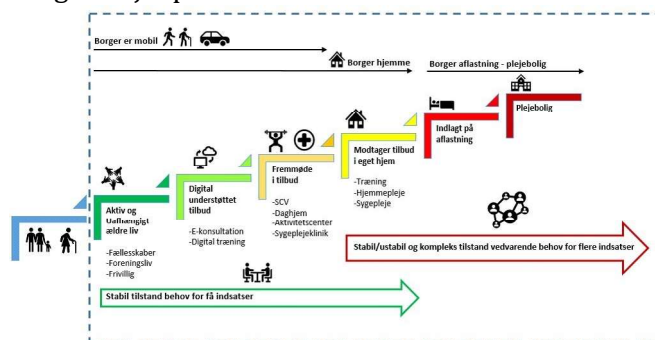 Borger er mobil
Borger hjemme
Borger aflastning - plejebolig
Plejebolig
Indlagt på
aflastning
Modtager tilbud
i eget hjem
-Træning
-Hjemmepleje
-Sygepleje
Fremmøde
i tilbud
-SCV
-Daghjem
-Aktivitetscenter
-Sygeplejeklinik
Digital
understøttet
tilbud
-E-konsultation
-Digital træning
Aktiv og
Uafhængigt
ældre liv
-Fællesskaber
-Foreningsliv
-Frivillig
Stabil/ustabil og kompleks tilstand vedvarende behov for flere indsatser
Stabil tilstand behov for få indsatser